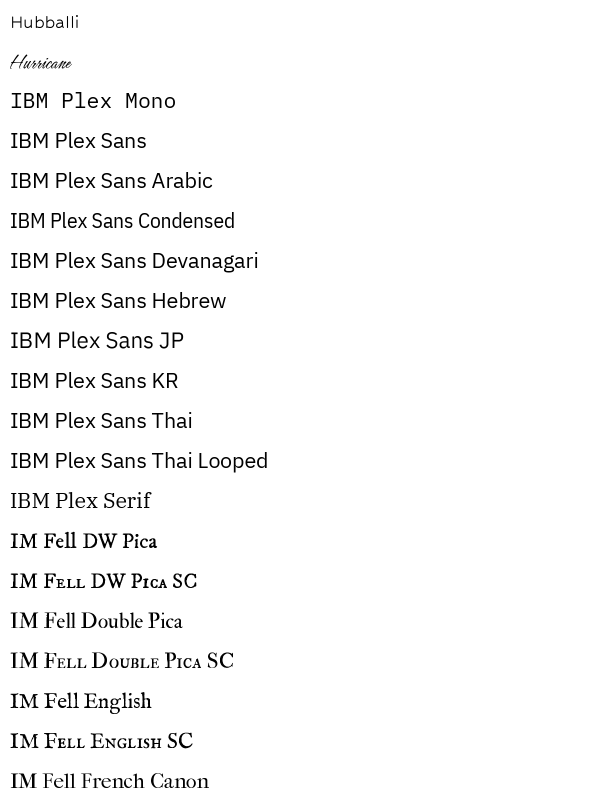 Hubballi
Hurricane
IBM Plex Mono
IBM Plex Sans
IBM Plex Sans Arabic
IBM Plex Sans Condensed
IBM Plex Sans Devanagari
IBM Plex Sans Hebrew
IBM Plex Sans JP
IBM Plex Sans KR
IBM Plex Sans Thai
IBM Plex Sans Thai Looped
IBM Plex Serif
IM Fell DW Pica
IM Fell DW Pica SC
IM Fell Double Pica
IM Fell Double Pica SC
IM Fell English
IM Fell English SC
IM Fell French Canon